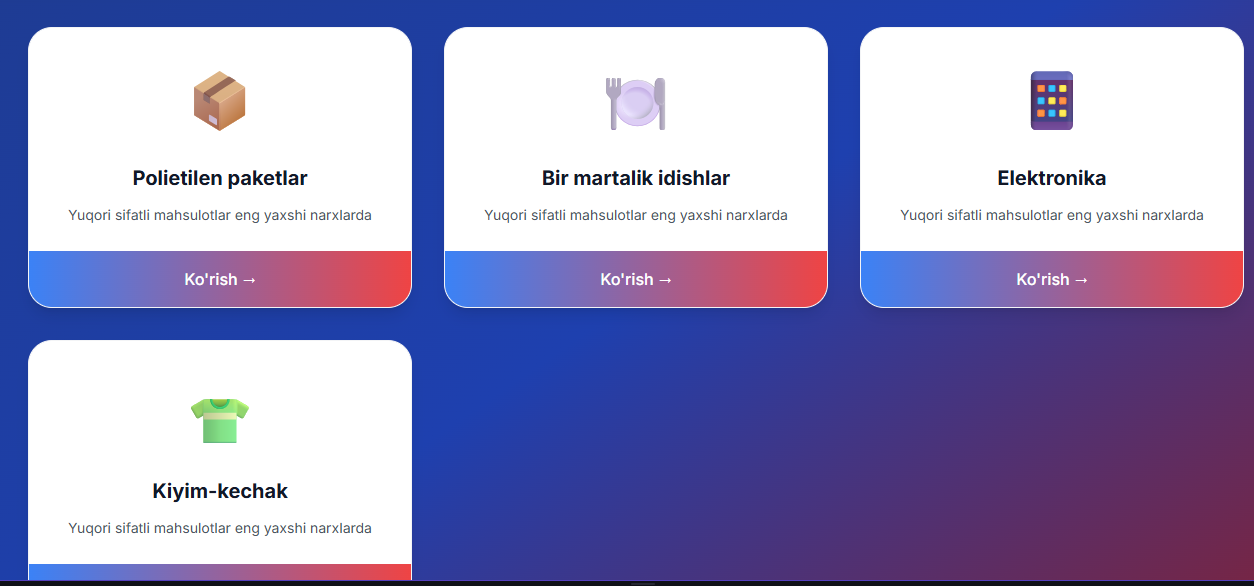 Polietilen paketlar
Yuqori sifatli mahsulotlar eng yaxshi narxlarda
Ko'rish →
Bir martalik idishlar
Yuqori sifatli mahsulotlar eng yaxshi narxlarda
Ko'rish →
Elektronika
Yuqori sifatli mahsulotlar eng yaxshi narxlarda
Ko'rish →
Kiyim-kechak
Yuqori sifatli mahsulotlar eng yaxshi narxlarda